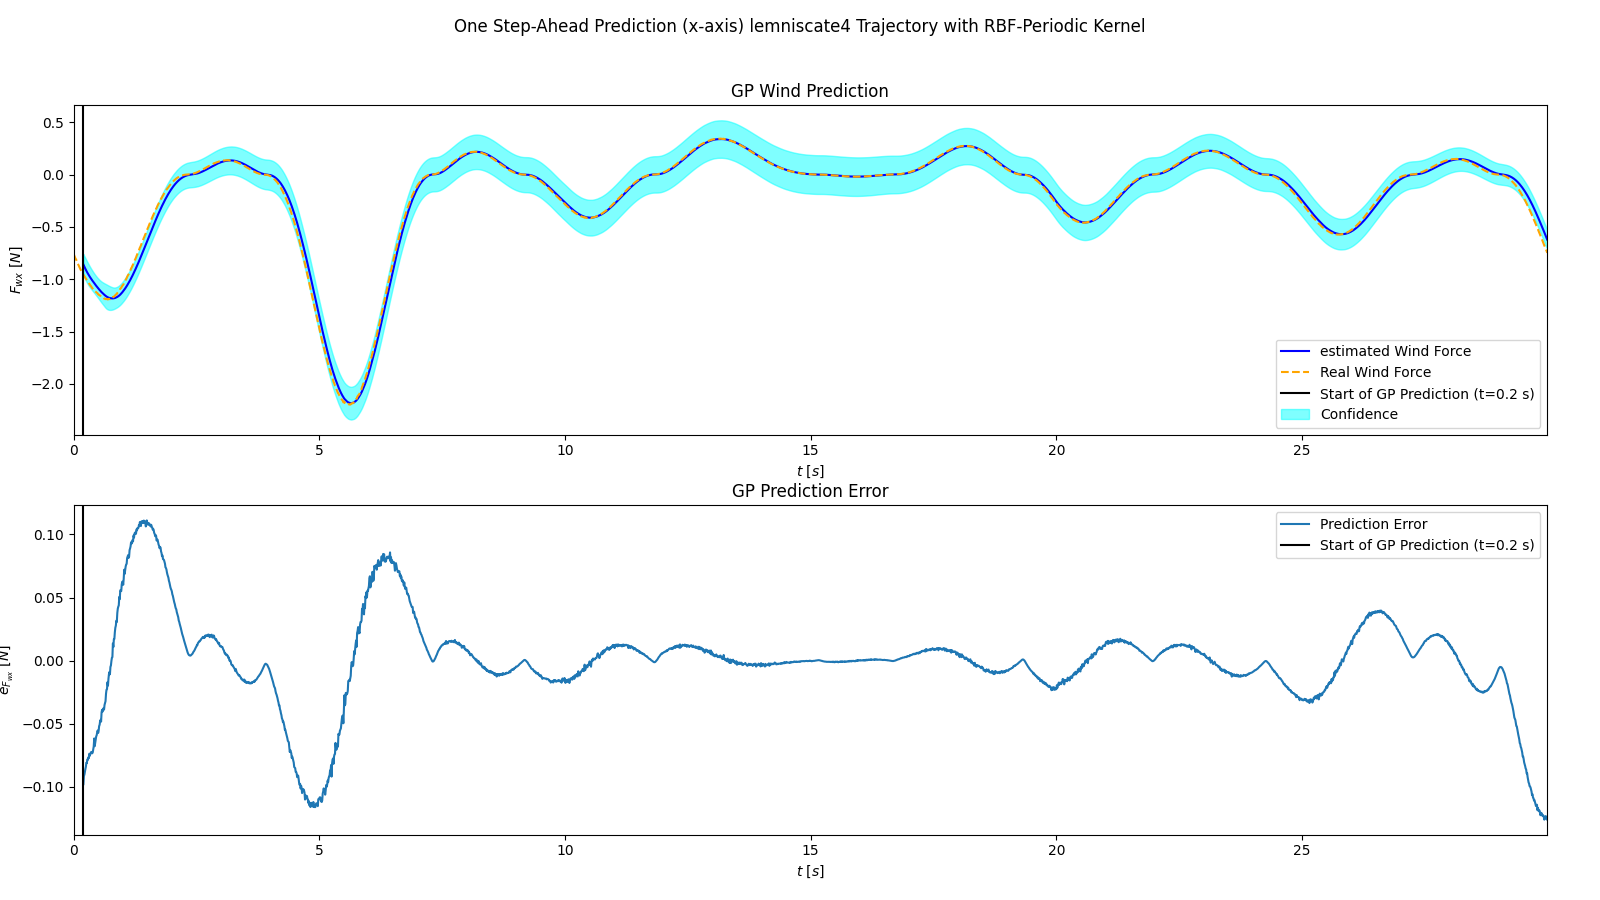 One Step-Ahead Prediction (x-axis) lemniscate4 Trajectory with RBF-Periodic Kernel
GP Wind Prediction
0.5
0.0
−0.5
−1.0
−1.5
−2.0
F_wx [N]
estimated Wind Force
Real Wind Force
Start of GP Prediction (t=0.2 s)
Confidence
0 5 10 15 20 25
t [s]
GP Prediction Error
0.10
0.05
0.00
−0.05
−0.10
e_F_wx [N]
Prediction Error
Start of GP Prediction (t=0.2 s)
0 5 10 15 20 25
t [s]